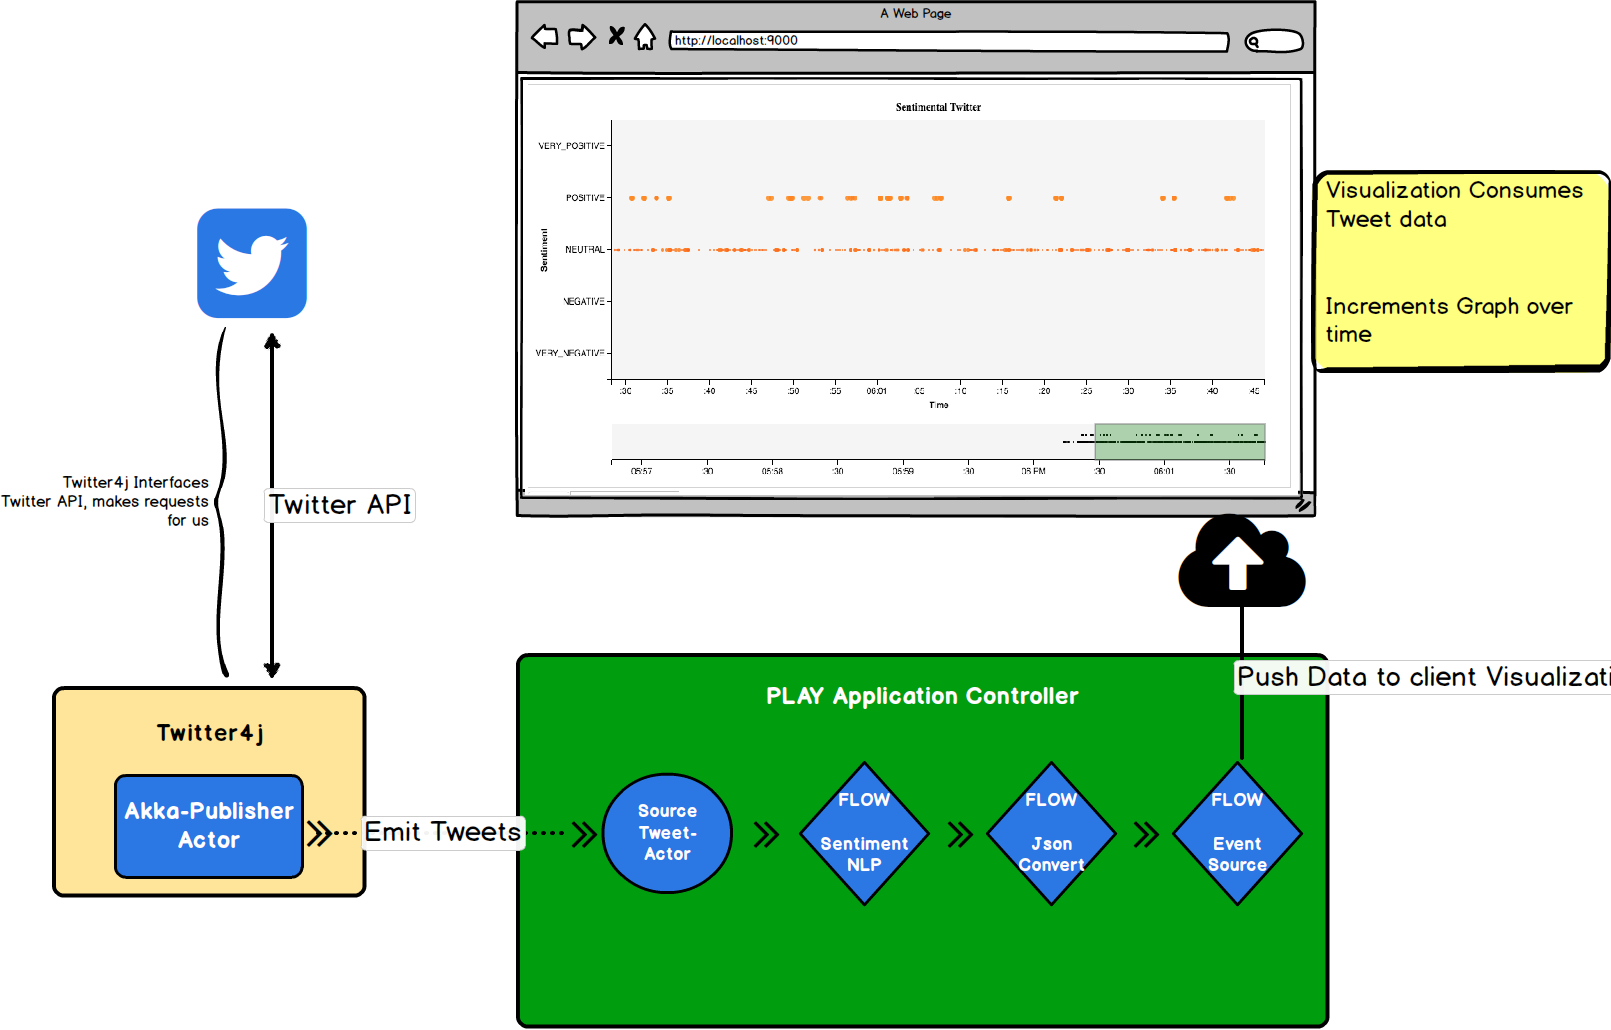 A Web Page
http://localhost:9000
Sentimental Twitter
VERY_POSITIVE
POSITIVE
NEUTRAL
NEGATIVE
VERY_NEGATIVE
Sentiment
:30 :35 :40 :45 :50 :55 06:01 :05 :10 :15 :20 :25 :30 :35 :40 :45
Time
05:57 :30 05:58 :30 05:59 :30 06 PM :30 06:01 :30
Visualization Consumes
Tweet data
Increments Graph over
time
Twitter4j Interfaces
Twitter API, makes requests
for us
Twitter API
Push Data to client Visualizati
Twitter4j
Akka-Publisher
Actor
Emit Tweets
PLAY Application Controller
Source
Tweet-
Actor
FLOW
Sentiment
NLP
FLOW
Json
Convert
FLOW
Event
Source